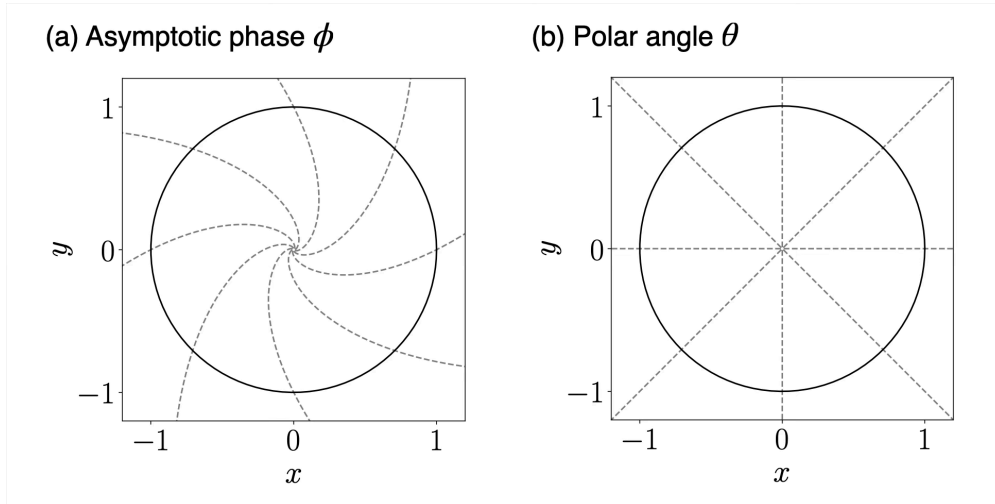 (a) Asymptotic phase ϕ
(b) Polar angle θ
1
0
−1
y
−1 0 1
x
1
0
−1
y
−1 0 1
x